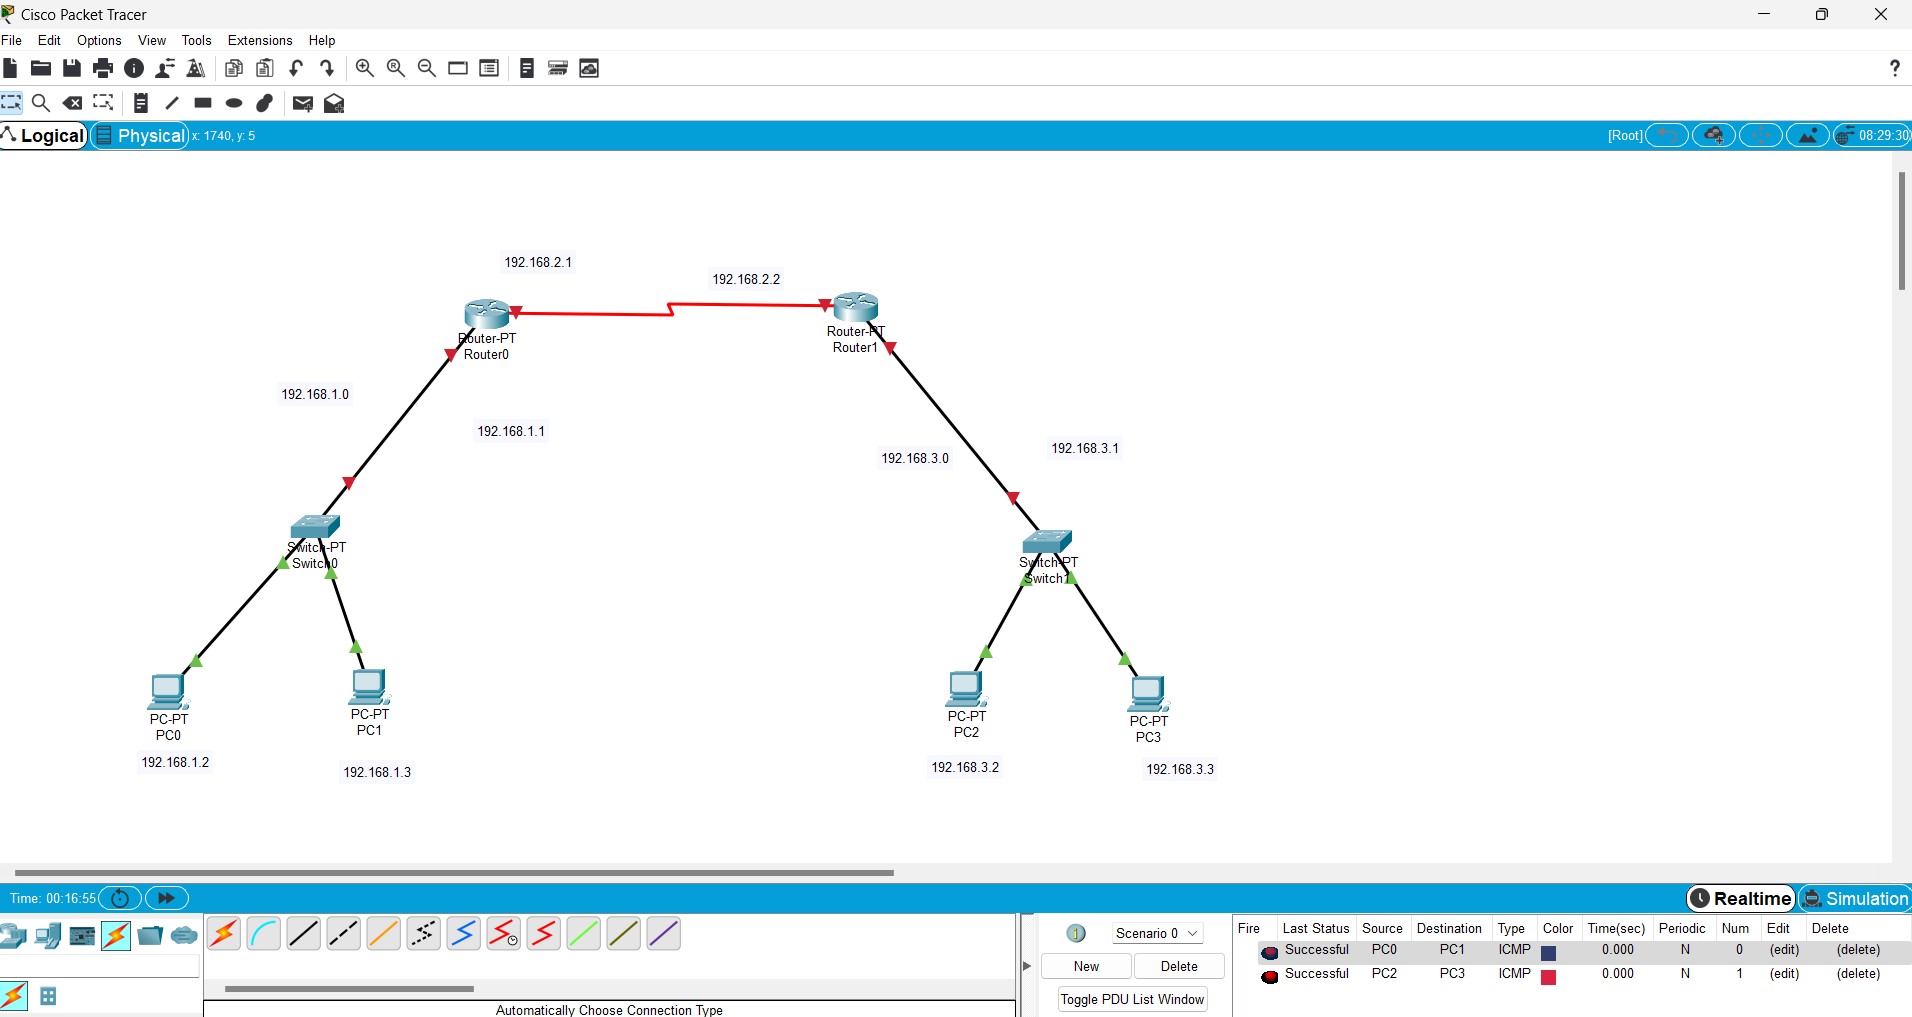 Cisco Packet Tracer
File Edit Options View Tools Extensions Help
?
Logical Physical x: 1740, y: 5 [Root] 08:29:30
192.168.2.1
192.168.2.2
Router-PT
Router0
Router-PT
Router1
192.168.1.0
192.168.1.1
192.168.3.1
192.168.3.0
Switch-PT
Switch0
Switch-PT
Switch1
PC-PT
PC0
PC-PT
PC1
PC-PT
PC2
PC-PT
PC3
192.168.1.2
192.168.1.3
192.168.3.2
192.168.3.3
Time: 00:16:55 Realtime Simulation
Scenario 0
New Delete
Toggle PDU List Window
Fire Last Status Source Destination Type Color Time(sec) Periodic Num Edit Delete
Successful PC0 PC1 ICMP 0.000 N 0 (edit) (delete)
Successful PC2 PC3 ICMP 0.000 N 1 (edit) (delete)
Automatically Choose Connection Type